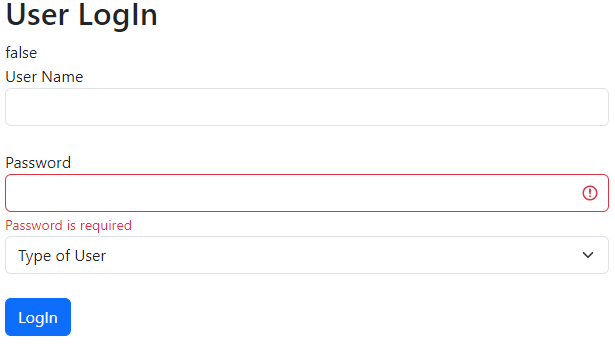 User LogIn
false
User Name
Password
Password is required
Type of User
LogIn